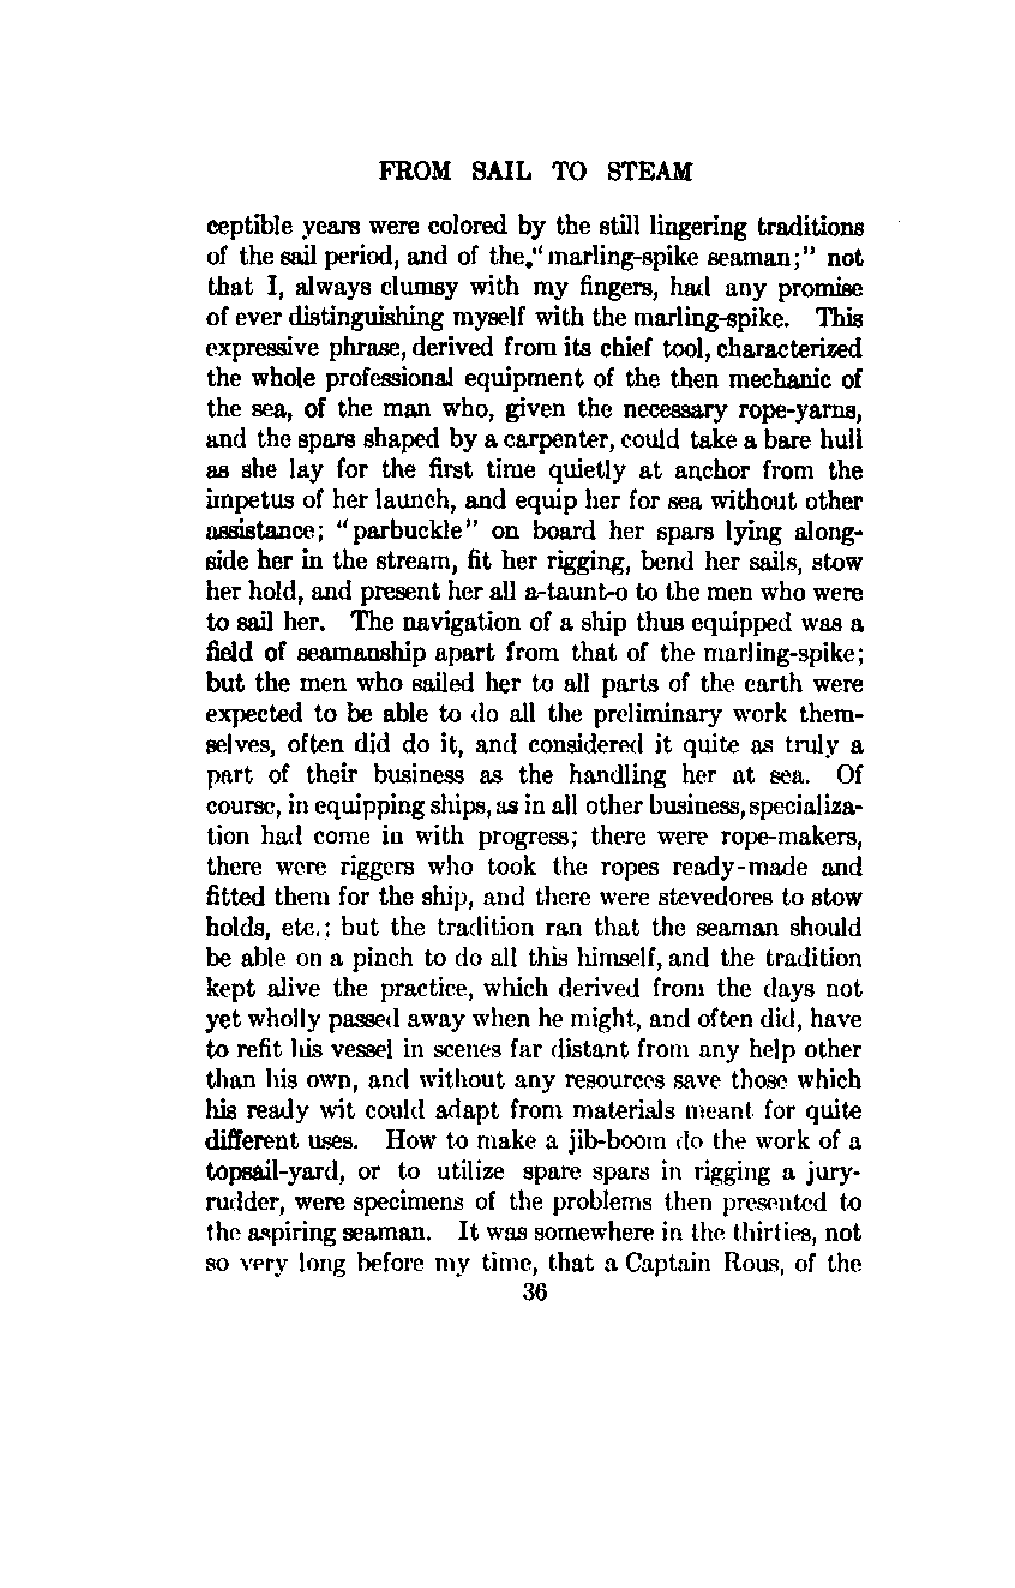 FROM SAIL TO STEAM
ceptible years were colored by the still lingering traditions
of the sail period, and of the "marling-spike seaman;" not
that I, always clumsy with my fingers, had any promise
of ever distinguishing myself with the marling-spike. This
expressive phrase, derived from its chief tool, characterized
the whole professional equipment of the then mechanic of
the sea, of the man who, given the necessary rope-yarns,
and the spars shaped by a carpenter, could take a bare hull
as she lay for the first time quietly at anchor from the
impetus of her launch, and equip her for sea without other
assistance; "parbuckle" on board her spars lying along-
side her in the stream, fit her rigging, bend her sails, stow
her hold, and present her all a-taunt-o to the men who were
to sail her. The navigation of a ship thus equipped was a
field of seamanship apart from that of the marling-spike;
but the men who sailed her to all parts of the earth were
expected to be able to do all the preliminary work them-
selves, often did do it, and considered it quite as truly a
part of their business as the handling her at sea. Of
course, in equipping ships, as in all other business, specializa-
tion had come in with progress; there were rope-makers,
there were riggers who took the ropes ready-made and
fitted them for the ship, and there were stevedores to stow
holds, etc.; but the tradition ran that the seaman should
be able on a pinch to do all this himself, and the tradition
kept alive the practice, which derived from the days not
yet wholly passed away when he might, and often did, have
to refit his vessel in scenes far distant from any help other
than his own, and without any resources save those which
his ready wit could adapt from materials meant for quite
different uses. How to make a jib-boom do the work of a
topsail-yard, or to utilize spare spars in rigging a jury-
rudder, were specimens of the problems then presented to
the aspiring seaman. It was somewhere in the thirties, not
so very long before my time, that a Captain Rous, of the
36